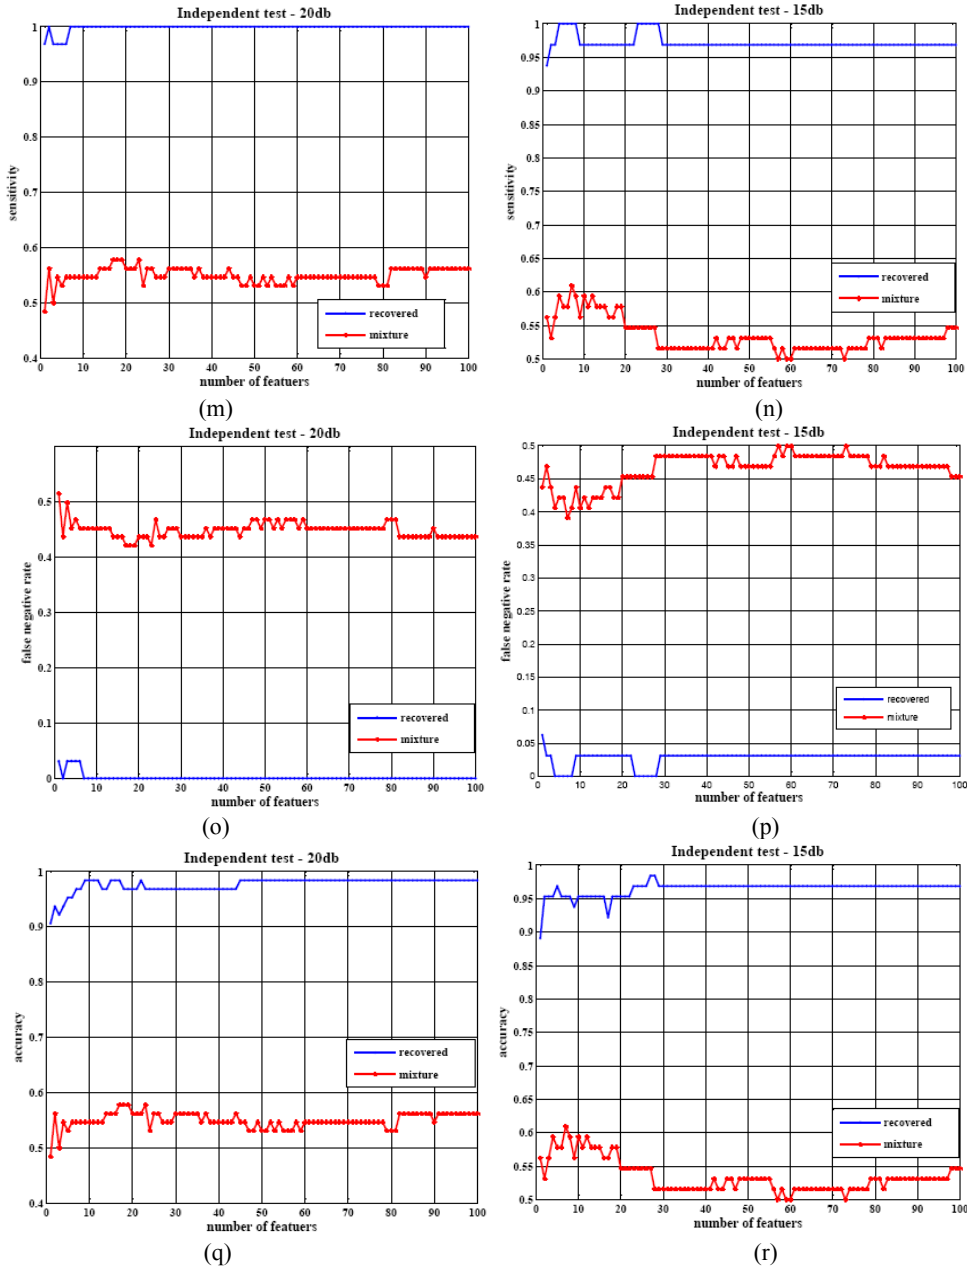 Independent test - 20db
1
0.9
0.8
0.7
0.6
0.5
0.4
sensitivity
recovered
mixture
0 10 20 30 40 50 60 70 80 90 100
number of featuers
(m)
Independent test - 15db
1
0.95
0.9
0.85
0.8
0.75
0.7
0.65
0.6
0.55
0.5
sensitivity
recovered
mixture
0 10 20 30 40 50 60 70 80 90 100
number of featuers
(n)
Independent test - 20db
0.5
0.4
0.3
0.2
0.1
0
false negative rate
recovered
mixture
0 10 20 30 40 50 60 70 80 90 100
number of featuers
(o)
Independent test - 15db
0.5
0.45
0.4
0.35
0.3
0.25
0.2
0.15
0.1
0.05
0
false negative rate
recovered
mixture
0 10 20 30 40 50 60 70 80 90 100
number of featuers
(p)
Independent test - 20db
1
0.9
0.8
0.7
0.6
0.5
0.4
accuracy
recovered
mixture
0 10 20 30 40 50 60 70 80 90 100
number of featuers
(q)
Independent test - 15db
1
0.95
0.9
0.85
0.8
0.75
0.7
0.65
0.6
0.55
0.5
accuracy
recovered
mixture
0 10 20 30 40 50 60 70 80 90 100
number of featuers
(r)